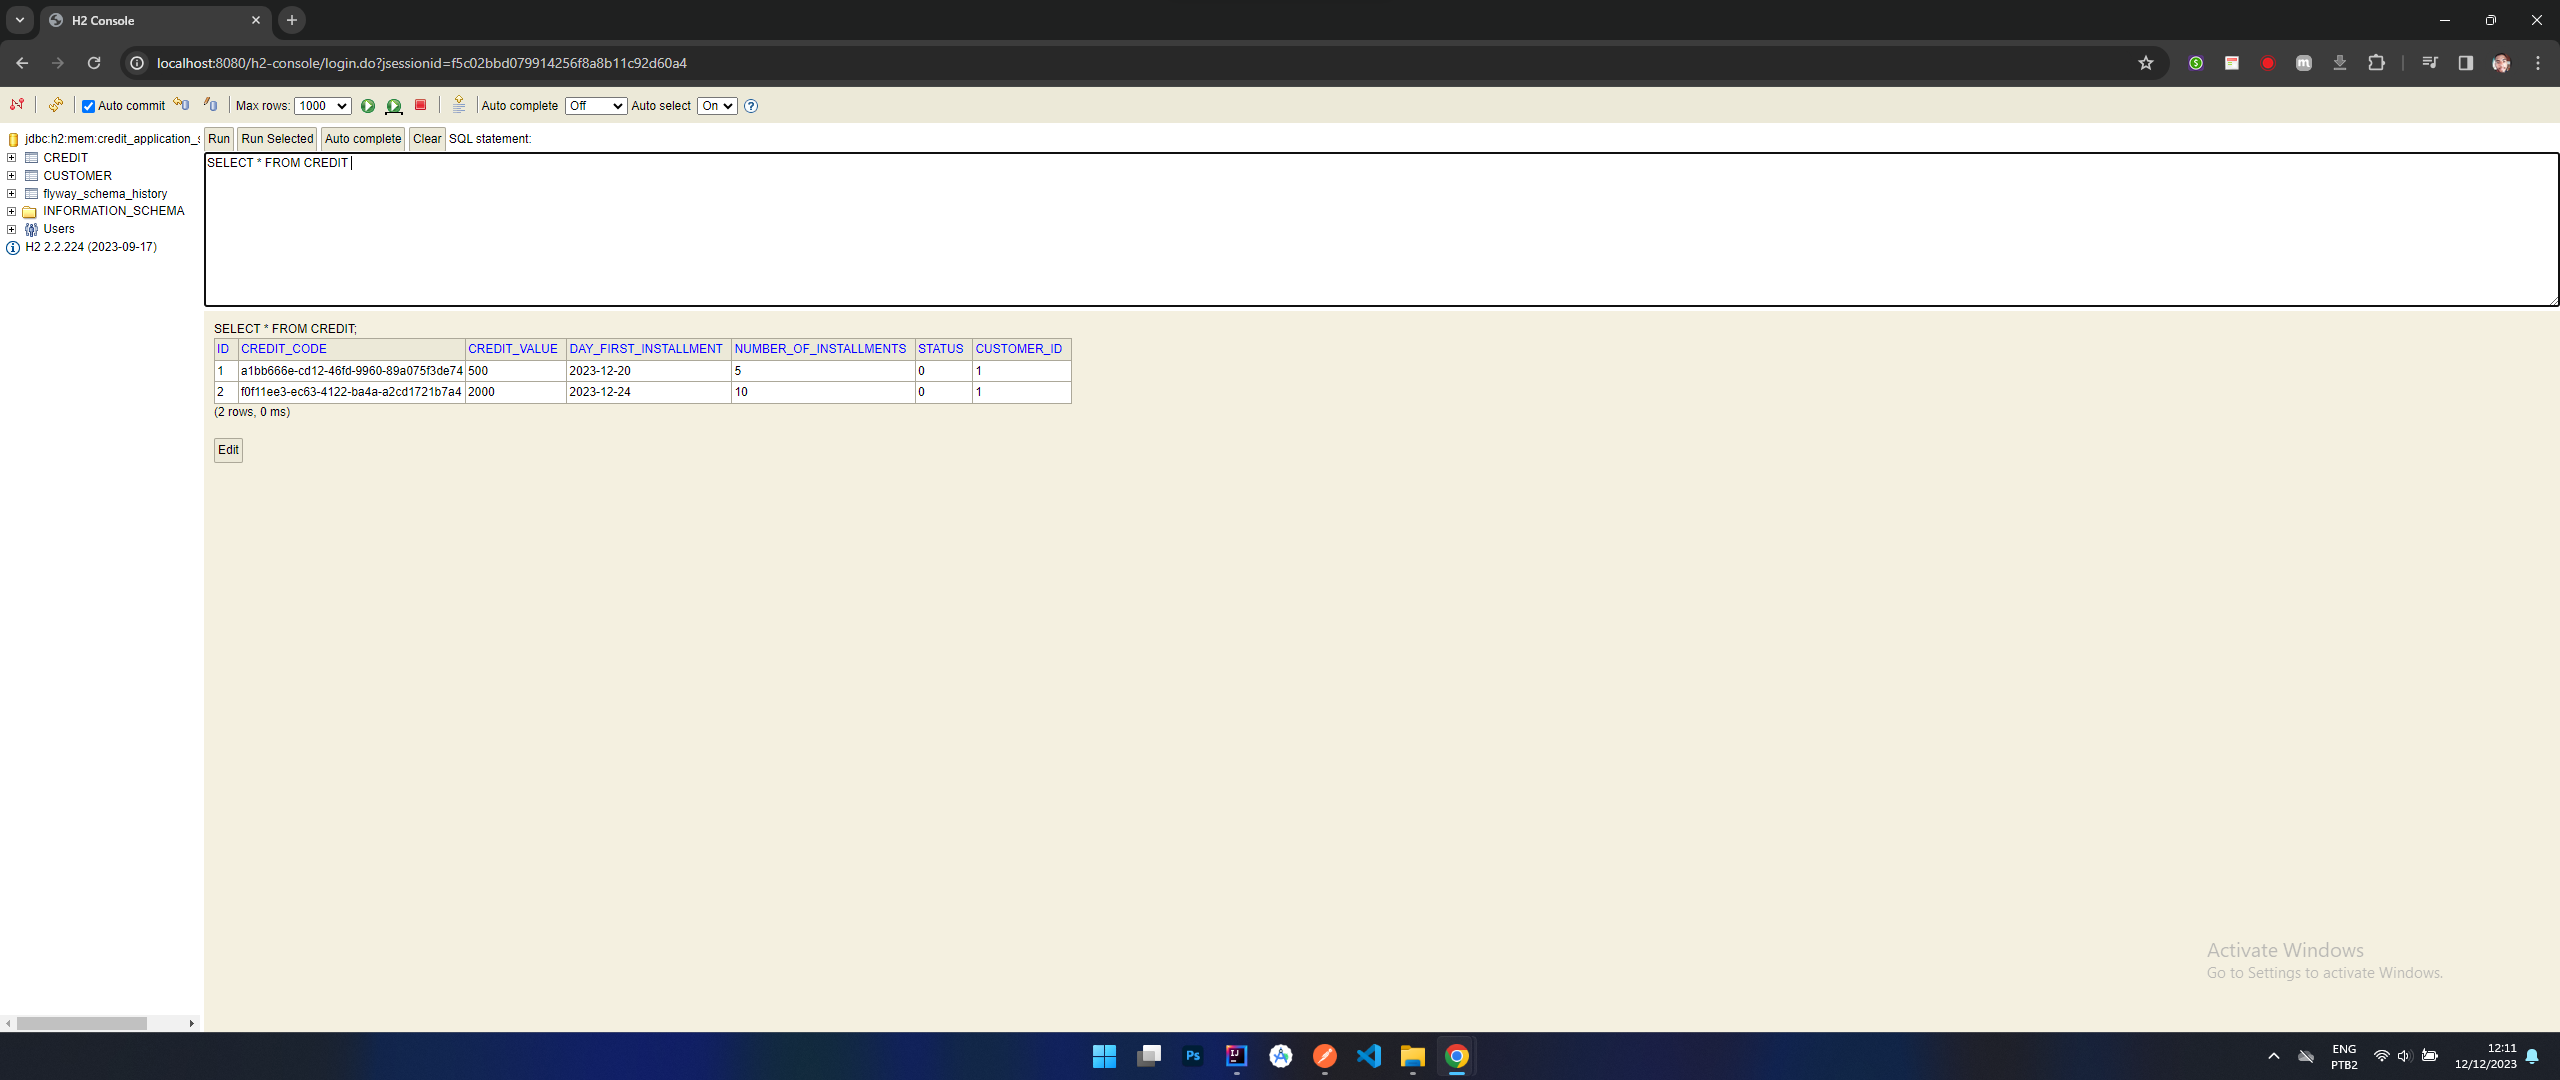 H2 Console
localhost:8080/h2-console/login.do?jsessionid=f5c02bbd079914256f8a8b11c92d60a4
Auto commit Max rows: 1000 Auto complete Off Auto select On ?
jdbc:h2:mem:credit_application_s
CREDIT
CUSTOMER
flyway_schema_history
INFORMATION_SCHEMA
Users
H2 2.2.224 (2023-09-17)
Run Run Selected Auto complete Clear SQL statement:
SELECT * FROM CREDIT
SELECT * FROM CREDIT;
ID CREDIT_CODE CREDIT_VALUE DAY_FIRST_INSTALLMENT NUMBER_OF_INSTALLMENTS STATUS CUSTOMER_ID
1 a1bb666e-cd12-46fd-9960-89a075f3de74 500 2023-12-20 5 0 1
2 f0f11ee3-ec63-4122-ba4a-a2cd1721b7a4 2000 2023-12-24 10 0 1
(2 rows, 0 ms)
Edit
Activate Windows
Go to Settings to activate Windows.
Ps
IJ
ENG
PTB2
12:11
12/12/2023